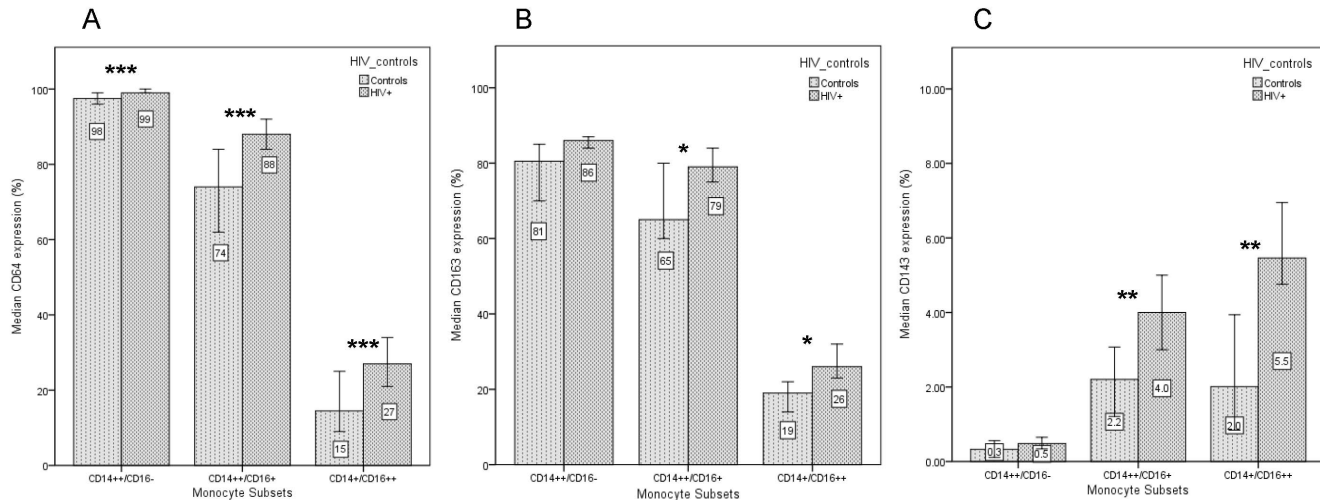 A
HIV_controls
Controls
HIV+
Median CD64 expression (%)
100
80
60
40
20
0
***
***
***
98
99
74
88
15
27
CD14++/CD16-
CD14++/CD16+
CD14+/CD16++
Monocyte Subsets
B
HIV_controls
Controls
HIV+
Median CD163 expression (%)
100
80
60
40
20
0
*
*
81
86
65
79
19
26
CD14++/CD16-
CD14++/CD16+
CD14+/CD16++
Monocyte Subsets
C
HIV_controls
Controls
HIV+
Median CD143 expression (%)
10.00
8.00
6.00
4.00
2.00
0.00
**
**
0.3
0.5
2.2
4.0
2.0
5.5
CD14++/CD16-
CD14++/CD16+
CD14+/CD16++
Monocyte Subsets